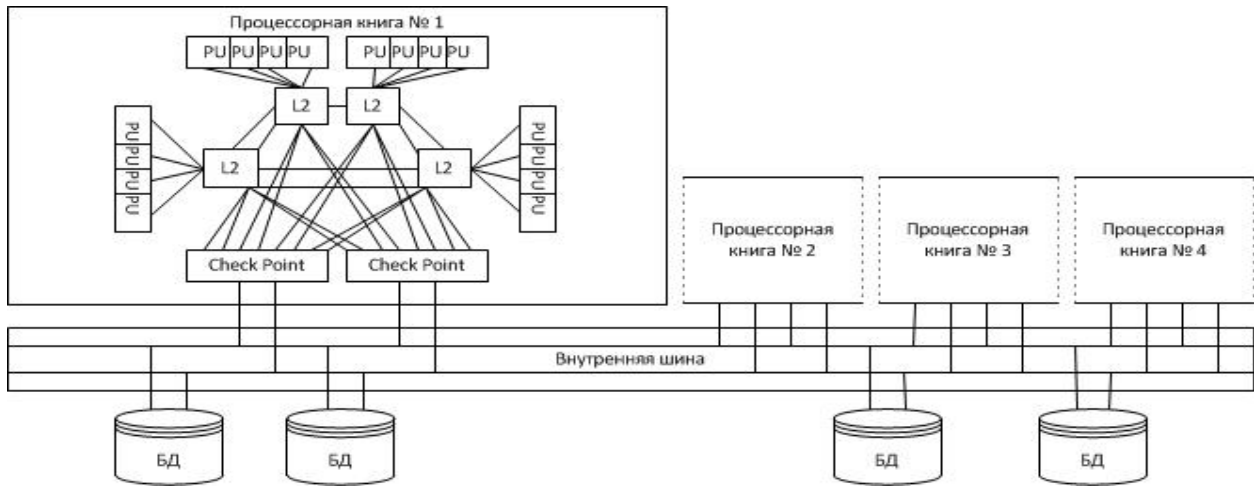 Процессорная книга № 1
PU PU PU PU
PU PU PU PU
L2
L2
PU
PU
PU
PU
L2
L2
PU
PU
PU
PU
Check Point
Check Point
Процессорная
книга № 2
Процессорная
книга № 3
Процессорная
книга № 4
Внутренняя шина
БД
БД
БД
БД